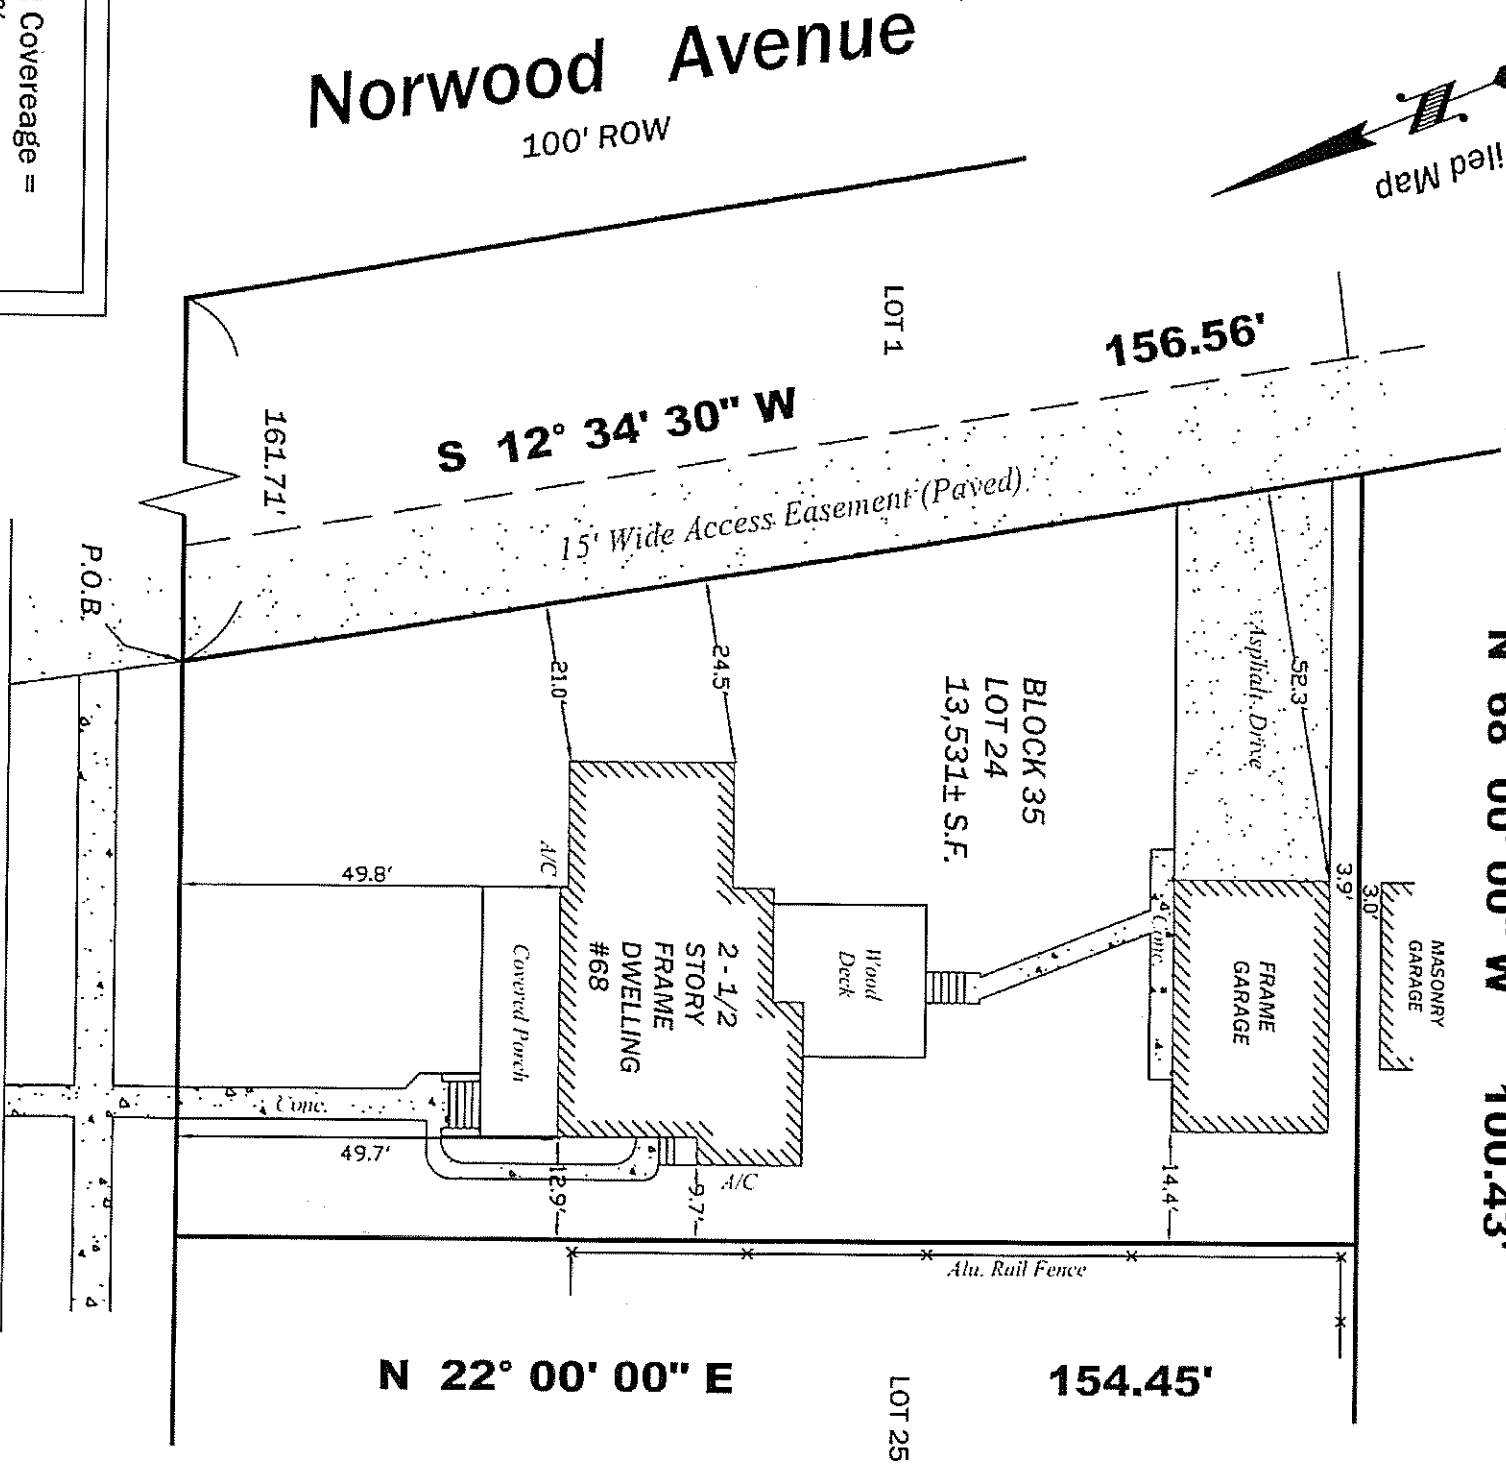 Covereage =
Norwood Avenue
100' ROW
iled Map
LOT 1
156.56'
S 12° 34' 30" W
161.71'
15' Wide Access Easement (Paved)
P.O.B.
21.0'
24.5'
BLOCK 35
LOT 24
13,531± S.F.
Asphalt Drive
52.3'
N 68° 00' 00" W 100.43'
3.9'
3.0'
MASONRY
GARAGE
FRAME
GARAGE
Conc.
Wood
Deck
A/C
49.8'
Covered Porch
2-1/2
STORY
FRAME
DWELLING
#68
Conc.
49.7'
12.9'
9.7'
A/C
14.4'
Alu. Rail Fence
N 22° 00' 00" E
154.45'
LOT 25